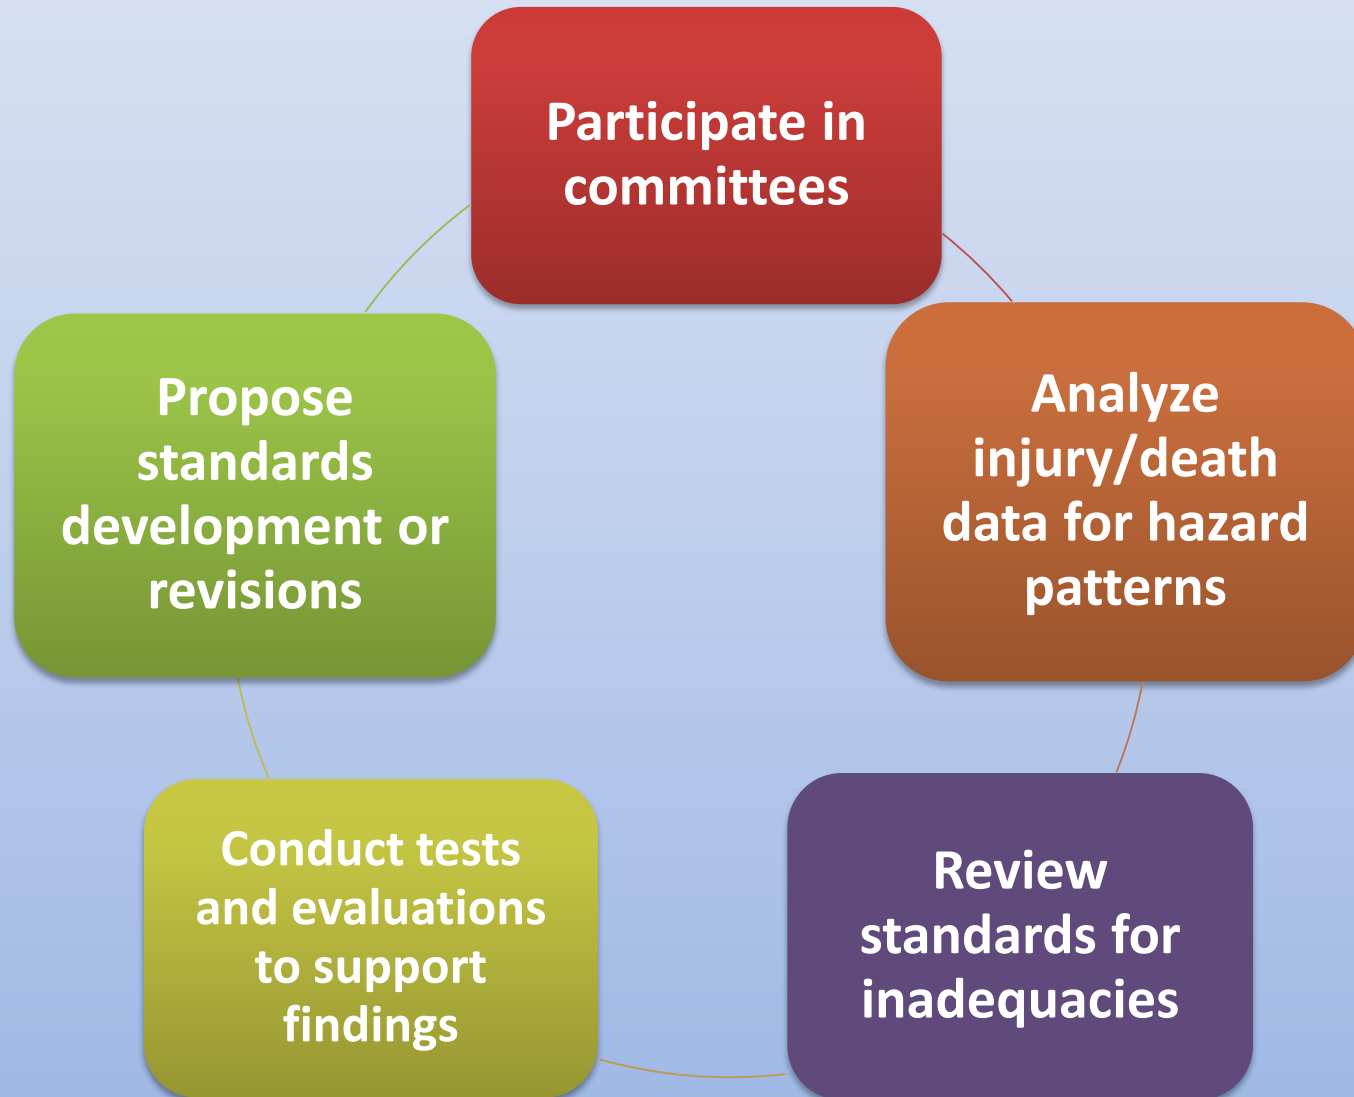 Participate in
committees
Analyze
injury/death
data for hazard
patterns
Review
standards for
inadequacies
Conduct tests
and evaluations
to support
findings
Propose
standards
development or
revisions